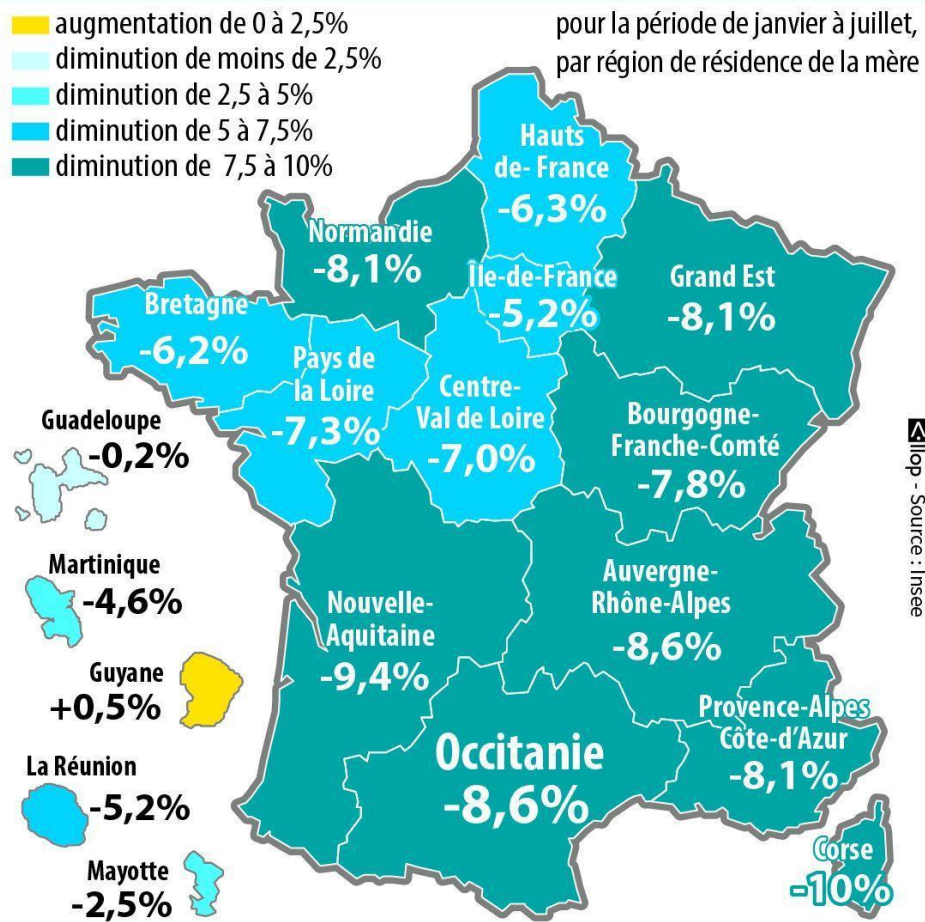 augmentation de 0 à 2,5%
diminution de moins de 2,5%
diminution de 2,5 à 5%
diminution de 5 à 7,5%
diminution de 7,5 à 10%
pour la période de janvier à juillet,
par région de résidence de la mère
Hauts
de- France
-6,3%
Normandie
-8,1%
Île-de-France
-5,2%
Grand Est
-8,1%
Bretagne
-6,2%
Pays de
la Loire
-7,3%
Centre-
Val de Loire
-7,0%
Bourgogne-
Franche-Comté
-7,8%
Guadeloupe
-0,2%
Martinique
-4,6%
Guyane
+0,5%
La Réunion
-5,2%
Mayotte
-2,5%
Nouvelle-
Aquitaine
-9,4%
Auvergne-
Rhône-Alpes
-8,6%
Occitanie
-8,6%
Provence-Alpes
Côte-d'Azur
-8,1%
Corse
-10%
Source : Insee